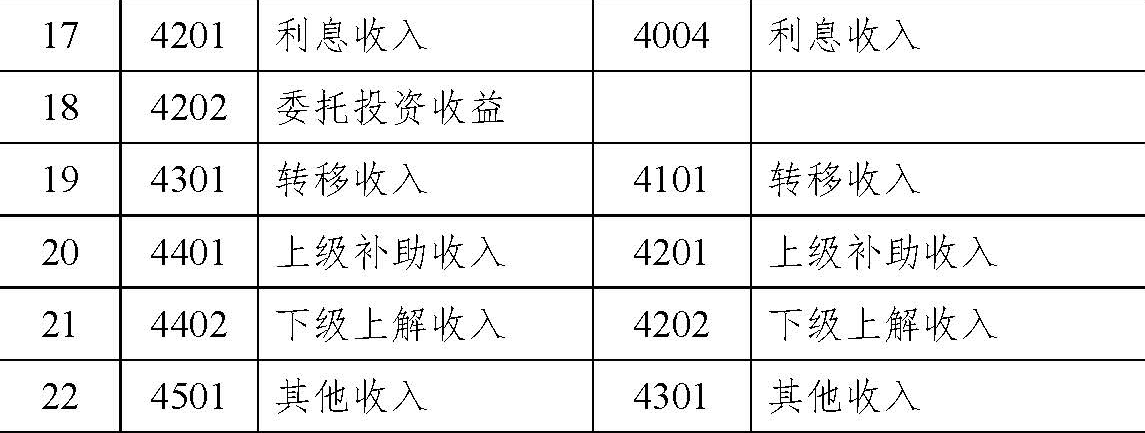 17 4201 利息收入 4004 利息收入
18 4202 委托投资收益
19 4301 转移收入 4101 转移收入
20 4401 上级补助收入 4201 上级补助收入
21 4402 下级上解收入 4202 下级上解收入
22 4501 其他收入 4301 其他收入